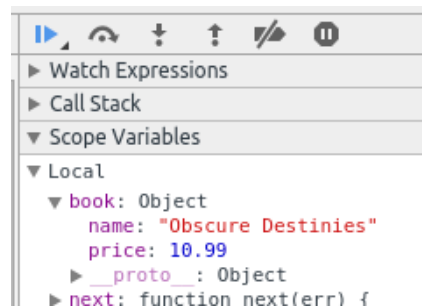 Watch Expressions
Call Stack
Scope Variables
Local
book: Object
name: "Obscure Destinies"
price: 10.99
__proto__: Object
next: function next(err) {